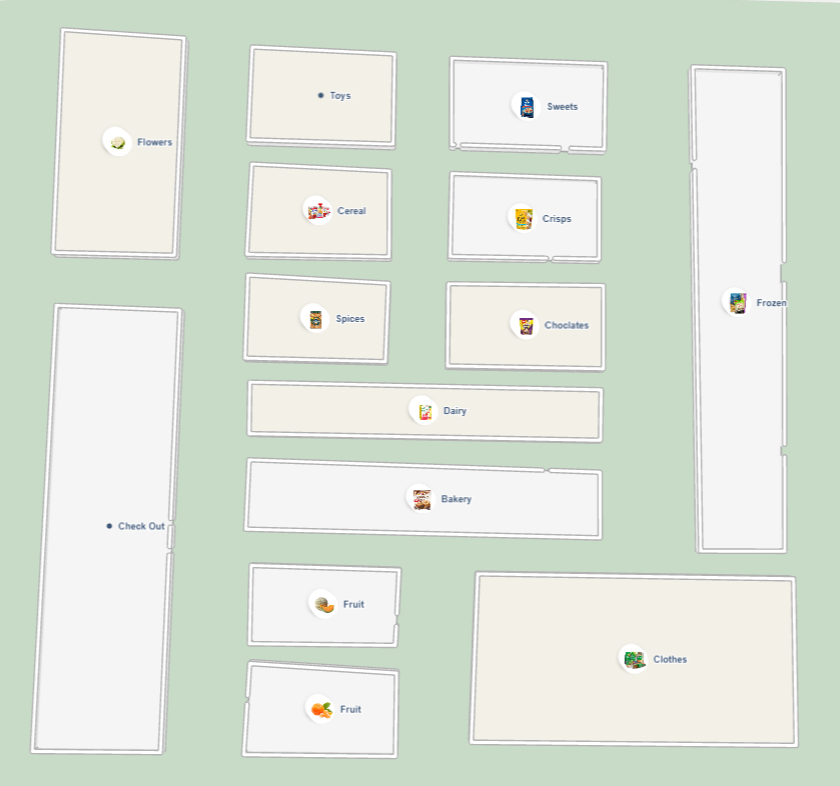 Toys
Sweets
Flowers
Cereal
Crisps
Frozen
Spices
Choclates
Dairy
Bakery
Check Out
Fruit
Clothes
Fruit